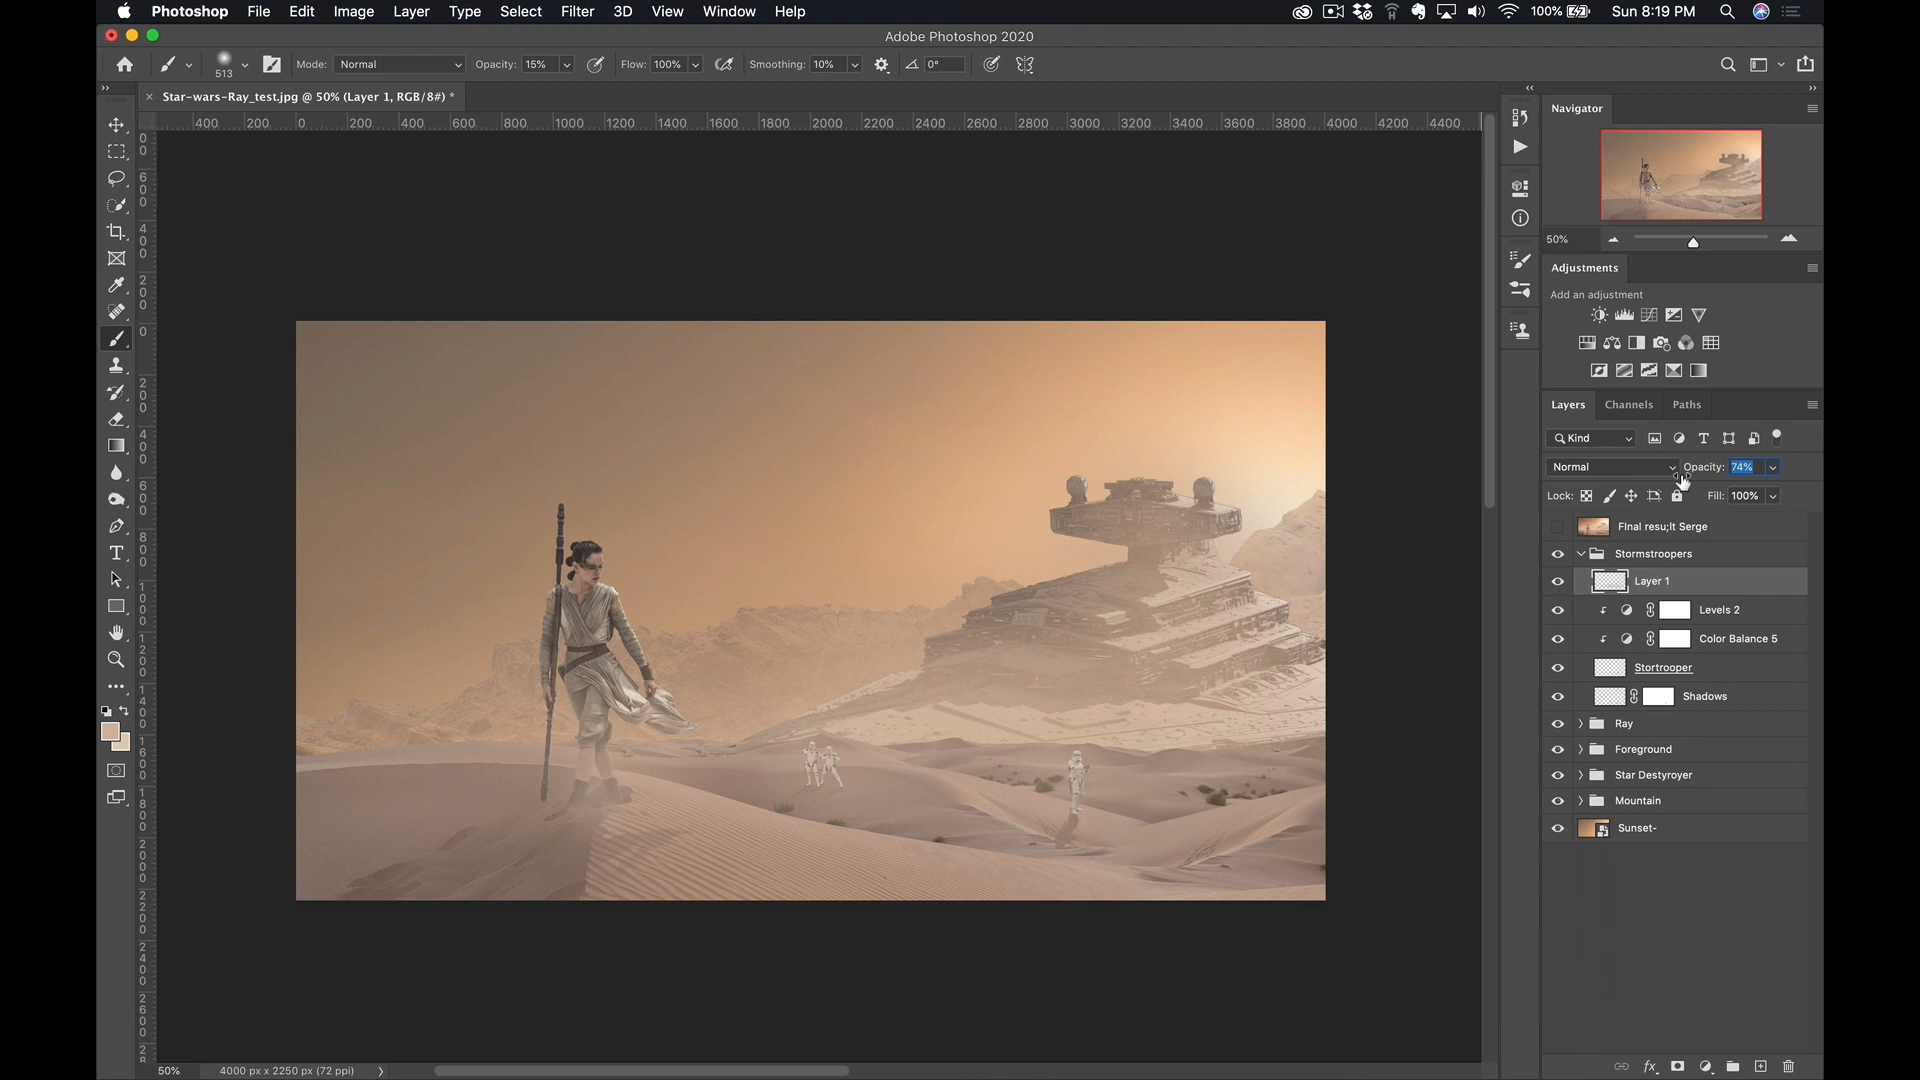 Photoshop File Edit Image Layer Type Select Filter 3D View Window Help 100% Sun 8:19 PM
Adobe Photoshop 2020
513 Mode: Normal Opacity: 15% Flow: 100% Smoothing: 10% 0°
Star-wars-Ray_test.jpg @ 50% (Layer 1, RGB/8#) *
400 200 0 200 400 600 800 1000 1200 1400 1600 1800 2000 2200 2400 2600 2800 3000 3200 3400 3600 3800 4000 4200 4400
Navigator
50%
Adjustments
Add an adjustment
Layers Channels Paths
Kind
Normal Opacity: 74%
Lock: Fill: 100%
FInal resu;lt Serge
Stormstroopers
Layer 1
Levels 2
Color Balance 5
Stortrooper
Shadows
Ray
Foreground
Star Destyroyer
Mountain
Sunset-
50% 4000 px x 2250 px (72 ppi)